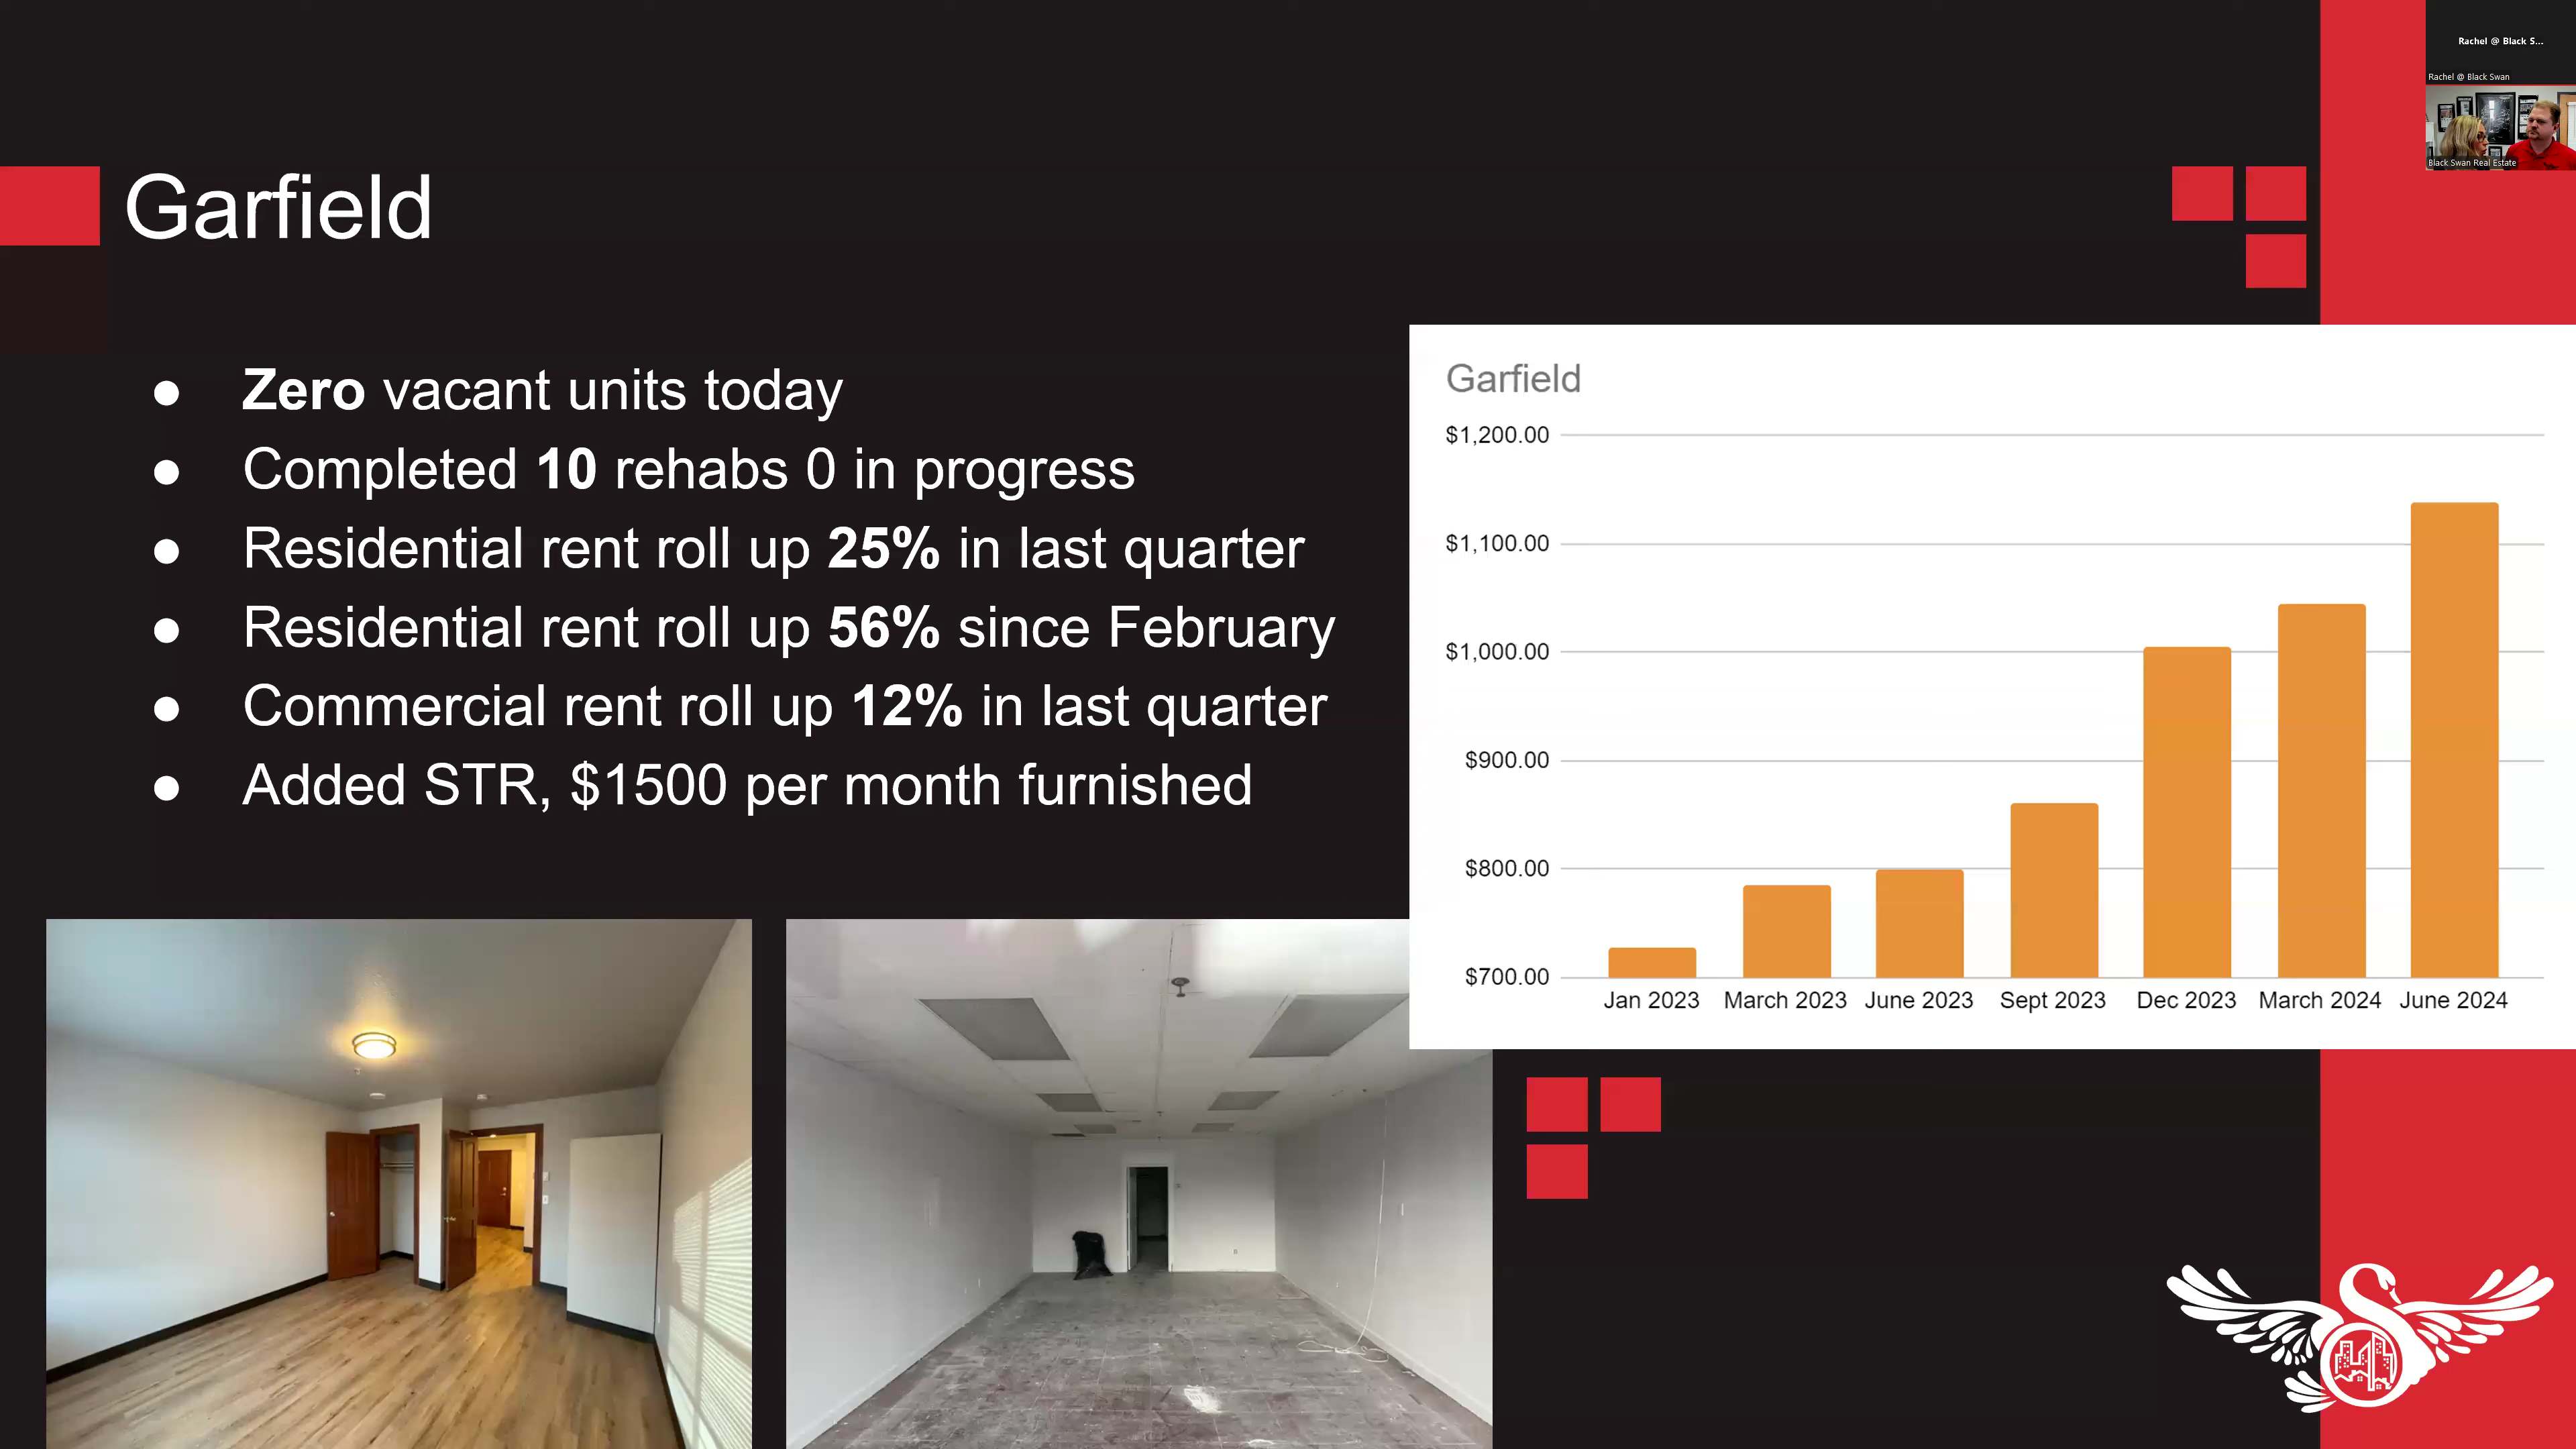 Rachel @ Black S...
Rachel @ Black Swan
Black Swan Real Estate
Garfield
● Zero vacant units today
● Completed 10 rehabs 0 in progress
● Residential rent roll up 25% in last quarter
● Residential rent roll up 56% since February
● Commercial rent roll up 12% in last quarter
● Added STR, $1500 per month furnished
Garfield
$1,200.00
$1,100.00
$1,000.00
$900.00
$800.00
$700.00
Jan 2023 March 2023 June 2023 Sept 2023 Dec 2023 March 2024 June 2024